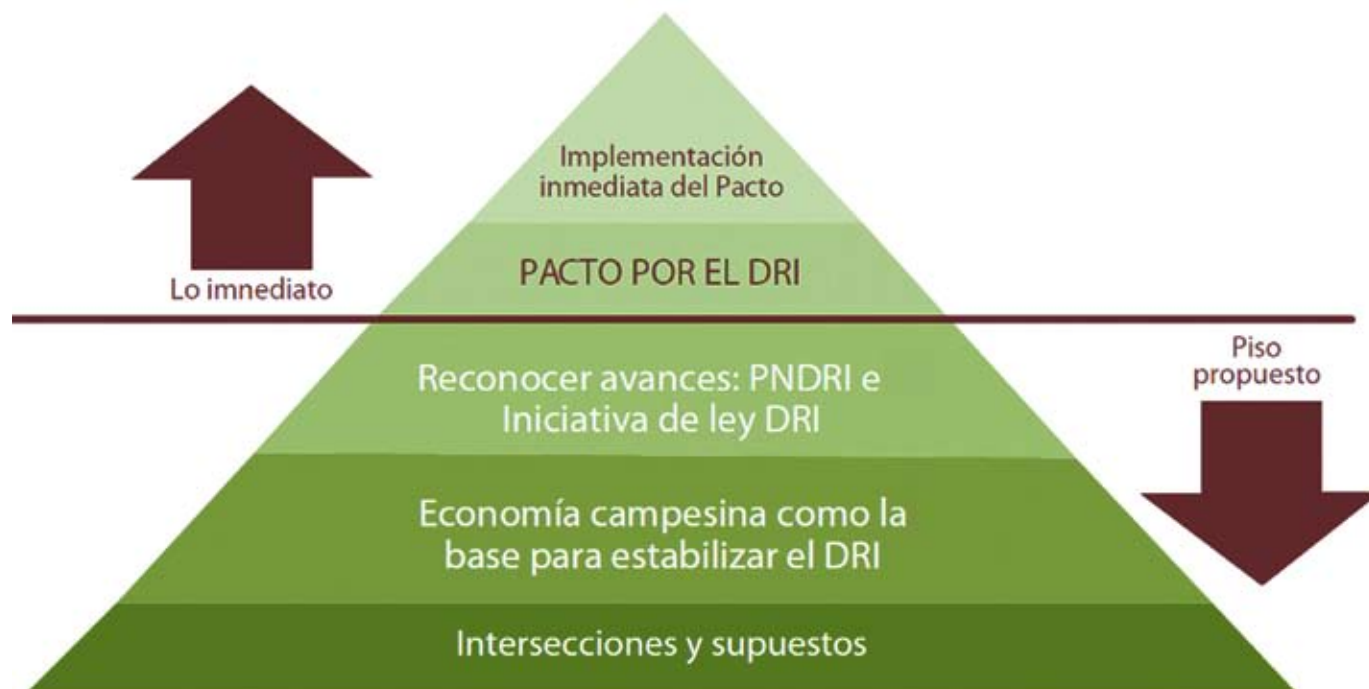 Implementación
inmediata del Pacto
PACTO POR EL DRI
Lo imnediato
Piso
propuesto
Reconocer avances: PNDRI e
Iniciativa de ley DRI
Economía campesina como la
base para estabilizar el DRI
Intersecciones y supuestos